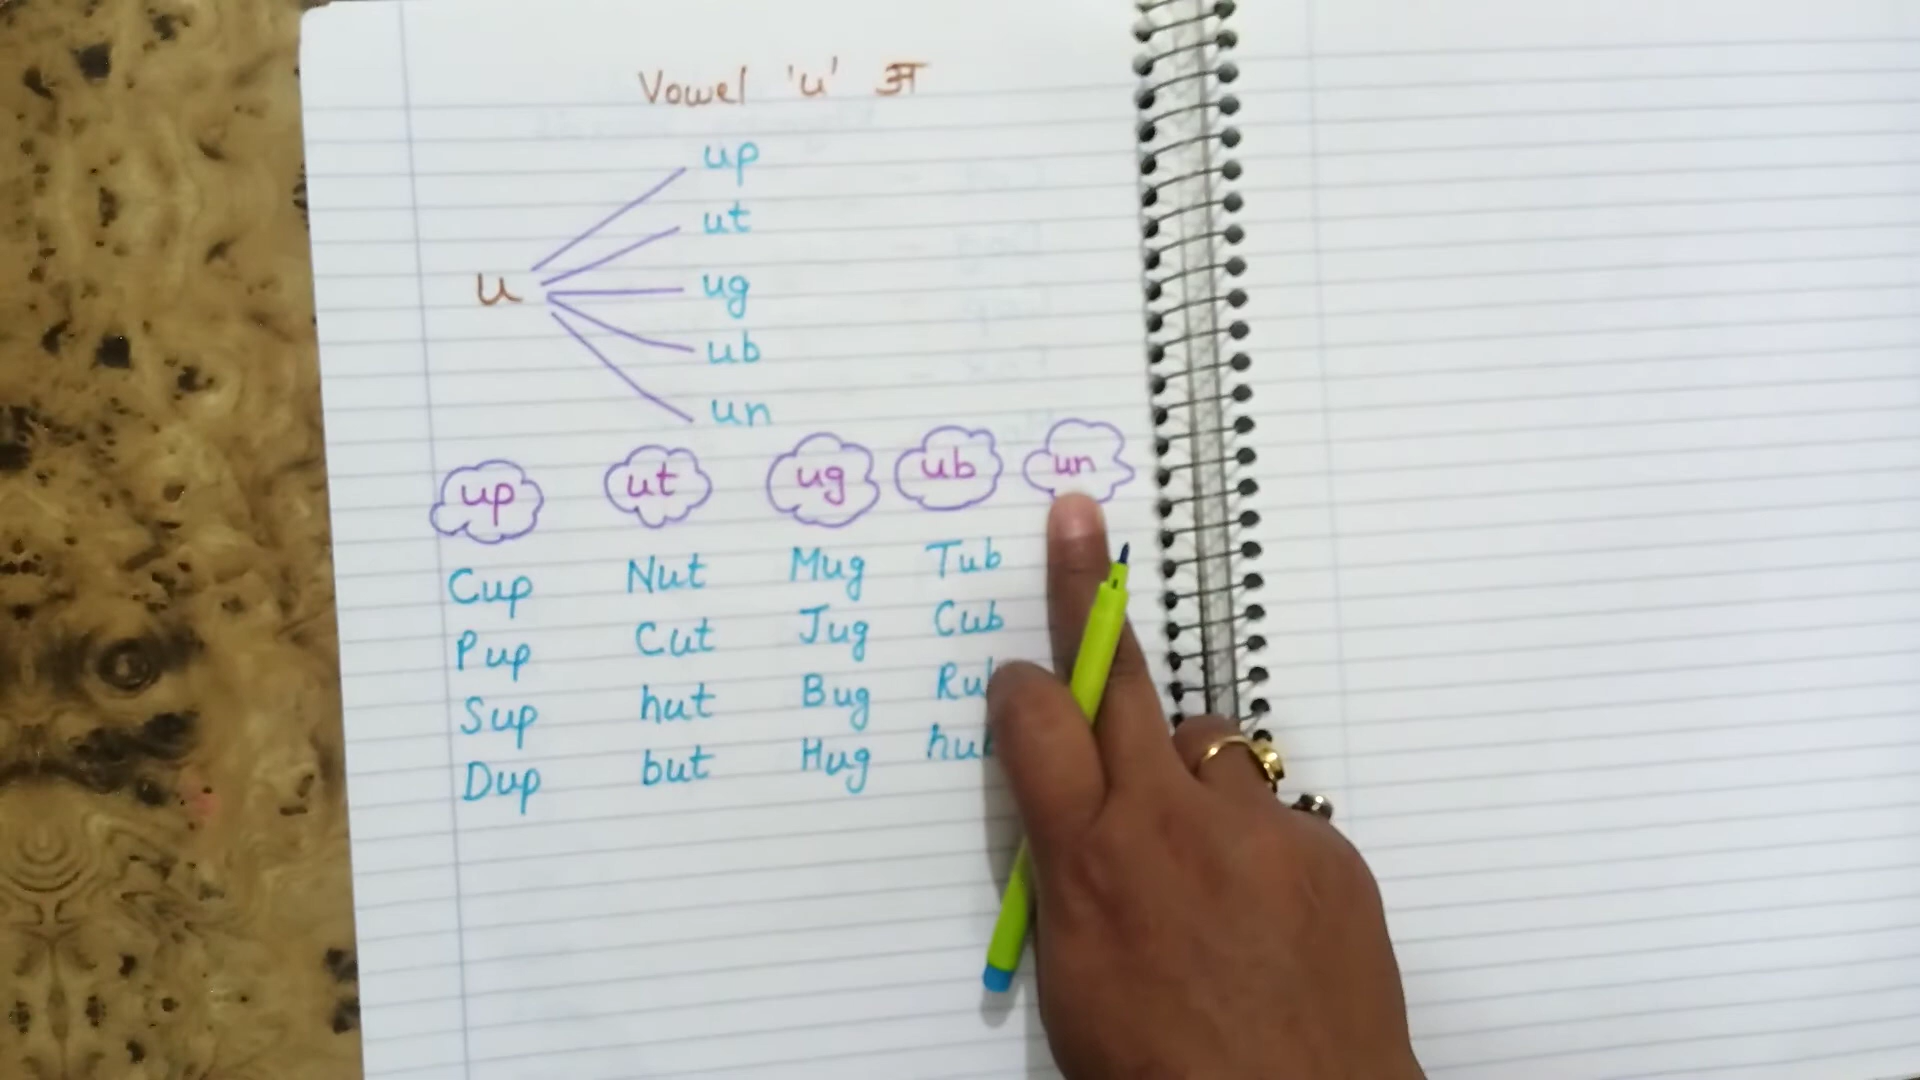 Vowel 'u' अ
up
ut
u
ug
ub
un
up ut ug ub un
Cup Nut Mug Tub
Pup Cut Jug Cub
Sup hut Bug
Dup but Hug